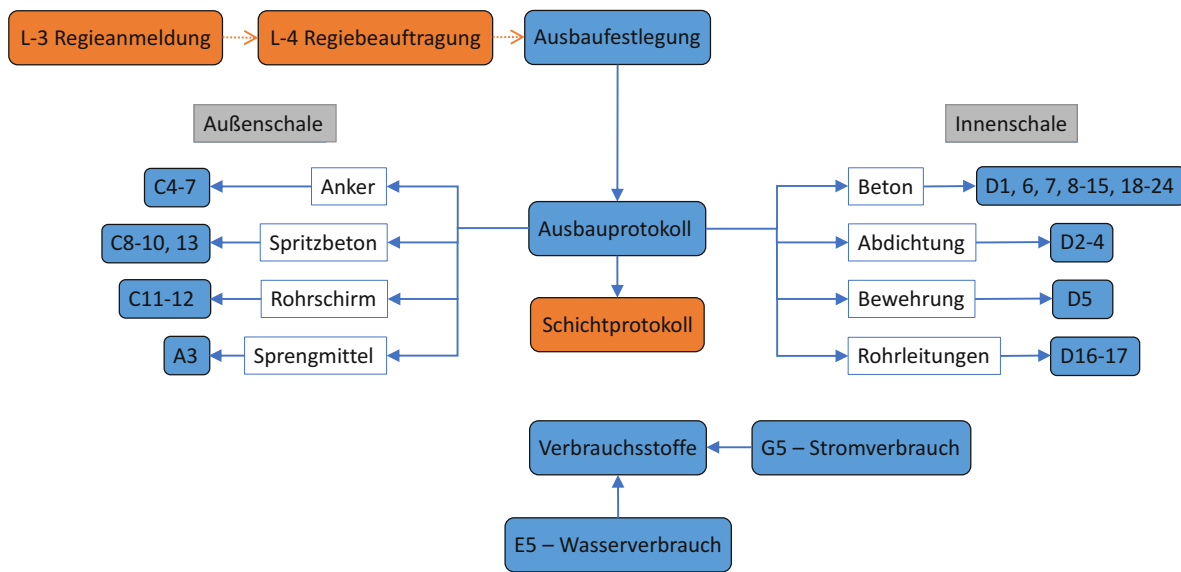 L-3 Regieanmeldung
L-4 Regiebeauftragung
Ausbaufestlegung
Außenschale
Innenschale
C4-7
Anker
Beton
D1, 6, 7, 8-15, 18-24
C8-10, 13
Spritzbeton
Ausbauprotokoll
Abdichtung
D2-4
C11-12
Rohrschirm
Bewehrung
D5
Schichtprotokoll
A3
Sprengmittel
Rohrleitungen
D16-17
Verbrauchsstoffe
G5 – Stromverbrauch
E5 – Wasserverbrauch